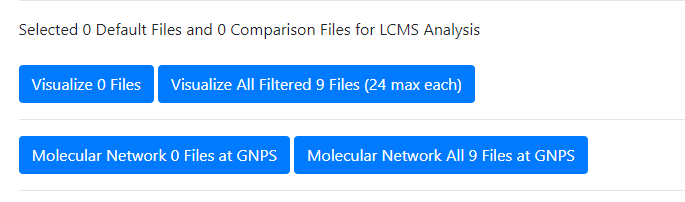 Selected 0 Default Files and 0 Comparison Files for LCMS Analysis
Visualize 0 Files Visualize All Filtered 9 Files (24 max each)
Molecular Network 0 Files at GNPS Molecular Network All 9 Files at GNPS